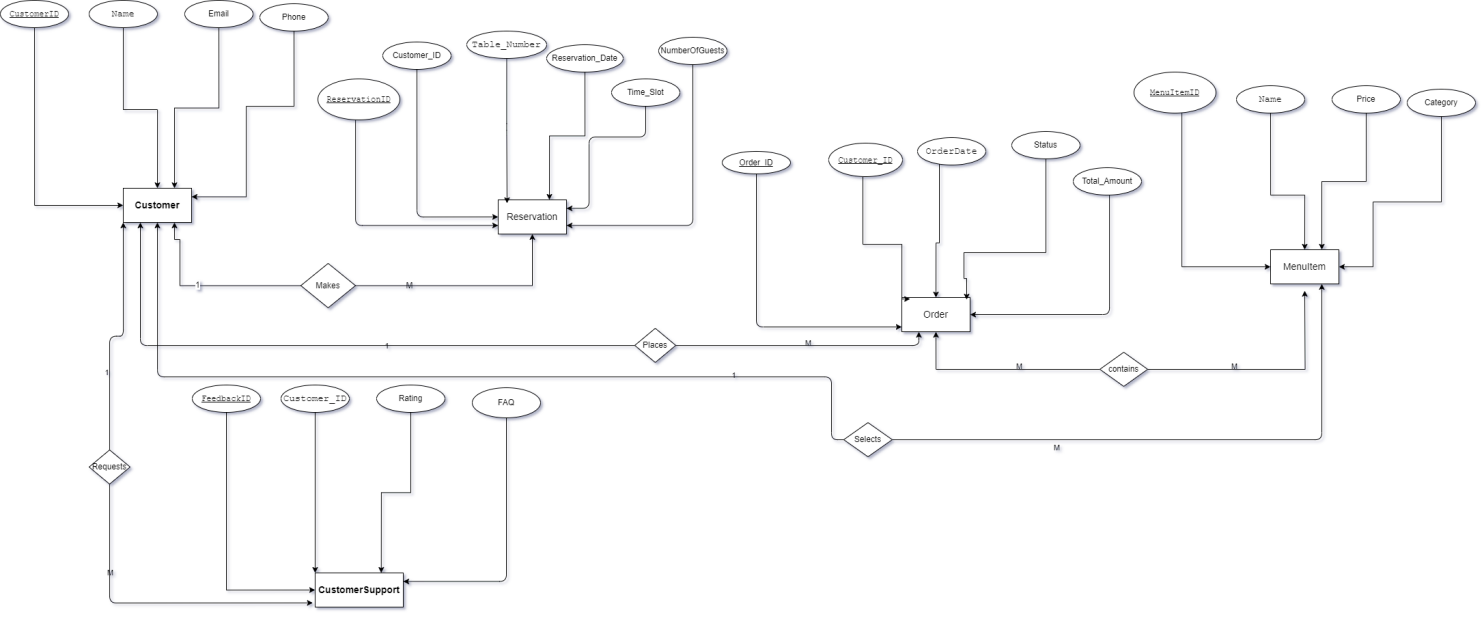 CustomerID
Name
Email
Phone
Customer_ID
Table_Number
Reservation_Date
NumberOfGuests
ReservationID
Time_Slot
MenuItemID
Name
Price
Category
Order_ID
Customer_ID
OrderDate
Status
Total_Amount
Customer
Reservation
MenuItem
Order
1
Makes
M
1
Places
M
M
contains
M
1
1
Selects
M
FeedbackID
Customer_ID
Rating
FAQ
Requests
M
CustomerSupport